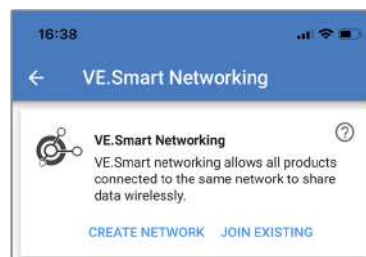 16:38
VE.Smart Networking
VE.Smart Networking
VE.Smart networking allows all products
connected to the same network to share
data wirelessly.
CREATE NETWORK JOIN EXISTING